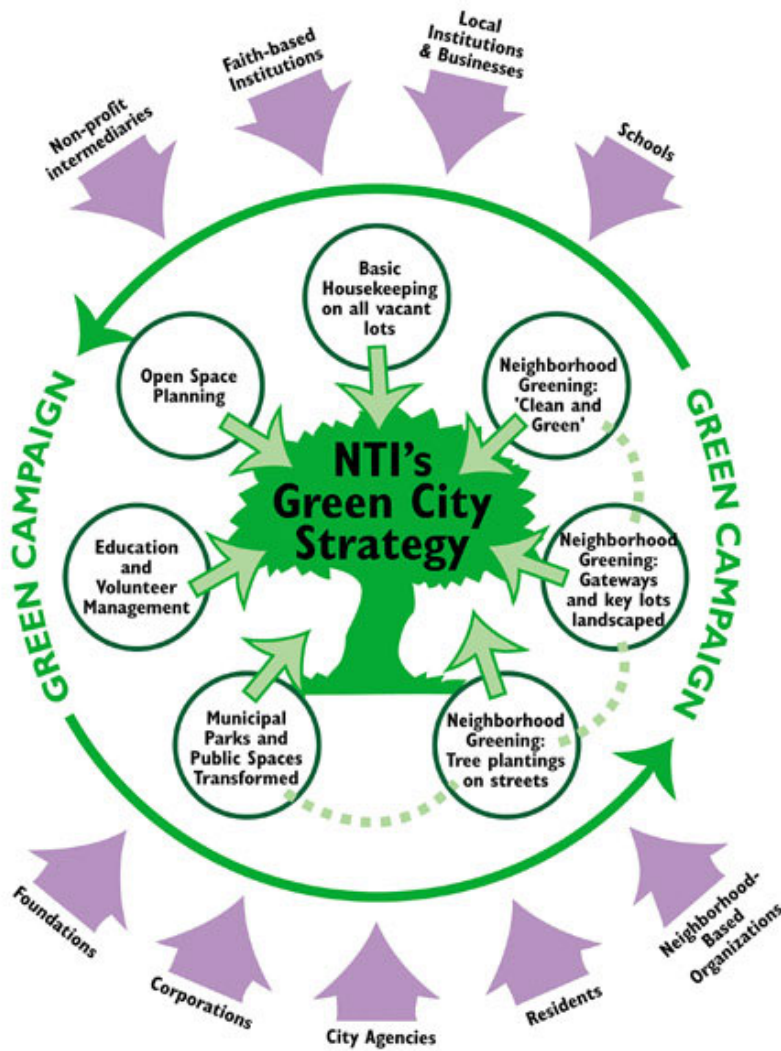 Non-profit
intermediaries
Faith-based
Institutions
Local
Institutions
& Businesses
Schools
GREEN CAMPAIGN
GREEN CAMPAIGN
Basic
Housekeeping
on all vacant
lots
Open Space
Planning
Neighborhood
Greening:
'Clean and
Green'
NTI's
Green City
Strategy
Education
and
Volunteer
Management
Neighborhood
Greening:
Gateways
and key lots
landscaped
Municipal
Parks and
Public Spaces
Transformed
Neighborhood
Greening:
Tree plantings
on streets
Foundations
Corporations
City Agencies
Residents
Neighborhood-
Based
Organizations